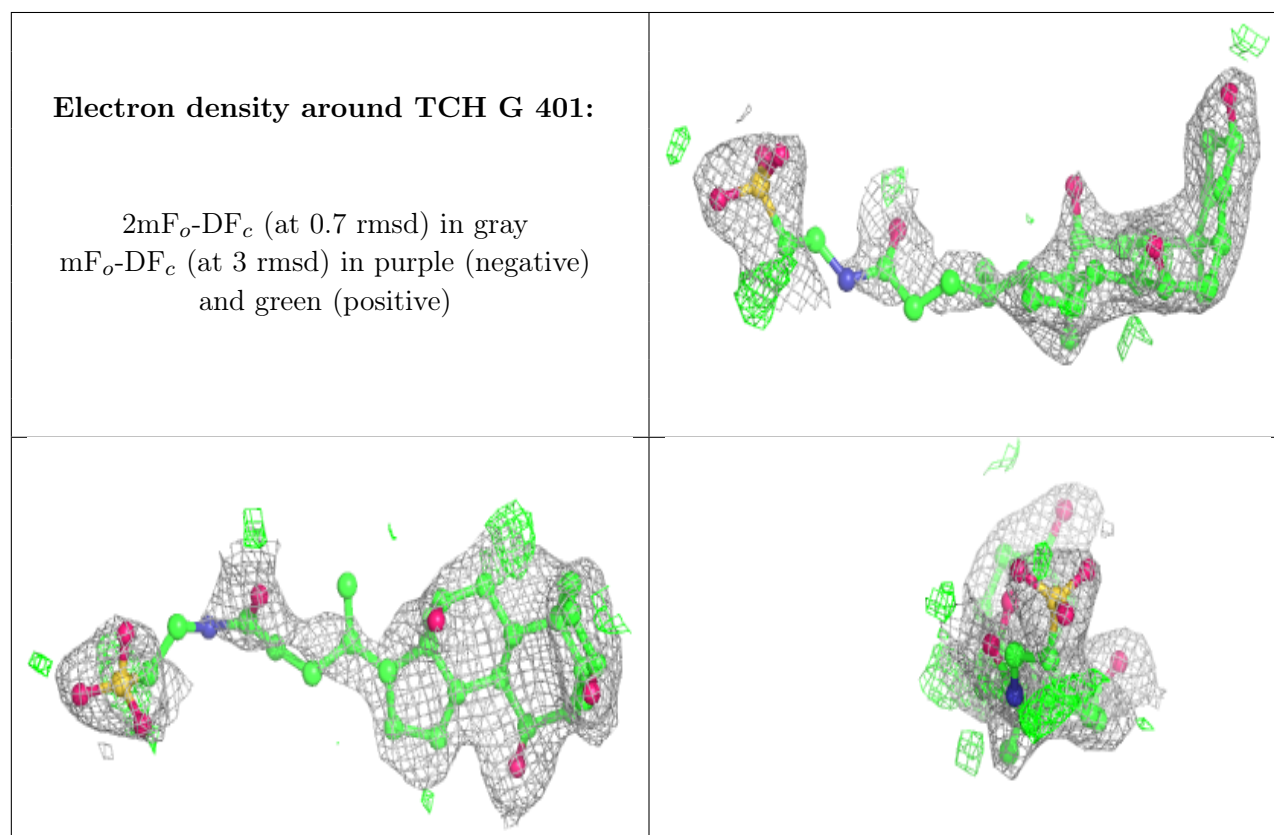 Electron density around TCH G 401:
2mFo-DFc (at 0.7 rmsd) in gray
mFo-DFc (at 3 rmsd) in purple (negative)
and green (positive)